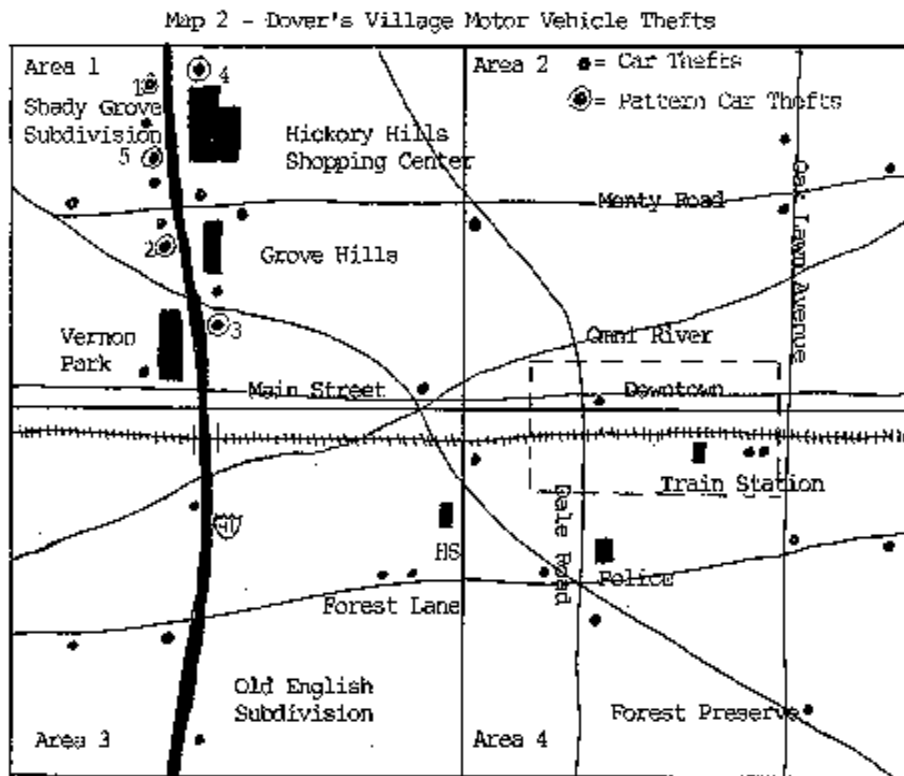 Map 2 - Dover's Village Motor Vehicle Thefts
Area 1
Area 2
= Car Thefts
= Pattern Car Thefts
1
4
Shady Grove
Subdivision
5
Hickory Hills
Shopping Center
Monty Road
Oak Lawn Avenue
2
Grove Hills
3
Vernon
Park
Omni River
Main Street
Downtown
Train Station
HS
Dale Road
Police
Forest Lane
Old English
Subdivision
Forest Preserve
Area 3
Area 4